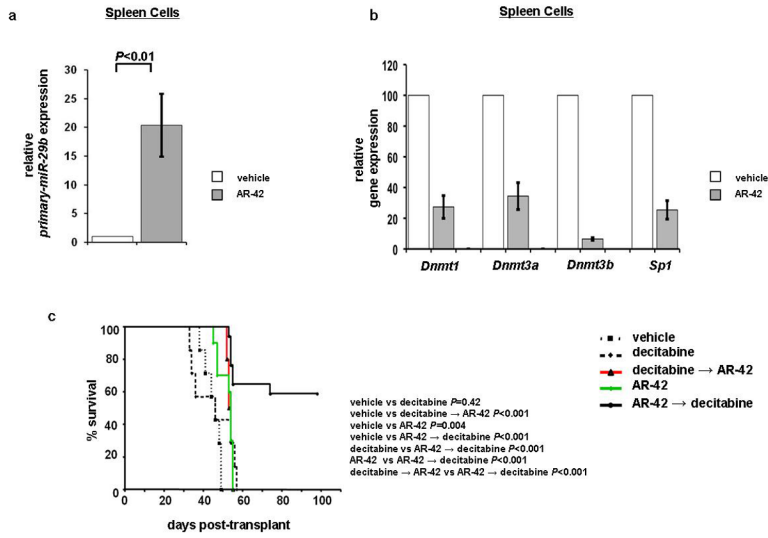 a
Spleen Cells
P<0.01
relative
primary-miR-29b expression
30
25
20
15
10
5
0
vehicle
AR-42
b
Spleen Cells
relative
gene expression
120
100
80
60
40
20
0
Dnmt1 Dnmt3a Dnmt3b Sp1
vehicle
AR-42
c
% survival
100
80
60
40
20
0
0 20 40 60 80 100
days post-transplant
vehicle vs decitabine P=0.42
vehicle vs decitabine → AR-42 P<0.001
vehicle vs AR-42 P=0.004
vehicle vs AR-42 → decitabine P<0.001
decitabine vs AR-42 → decitabine P<0.001
AR-42 vs AR-42 → decitabine P<0.001
decitabine → AR-42 vs AR-42 → decitabine P<0.001
vehicle
decitabine
decitabine → AR-42
AR-42
AR-42 → decitabine